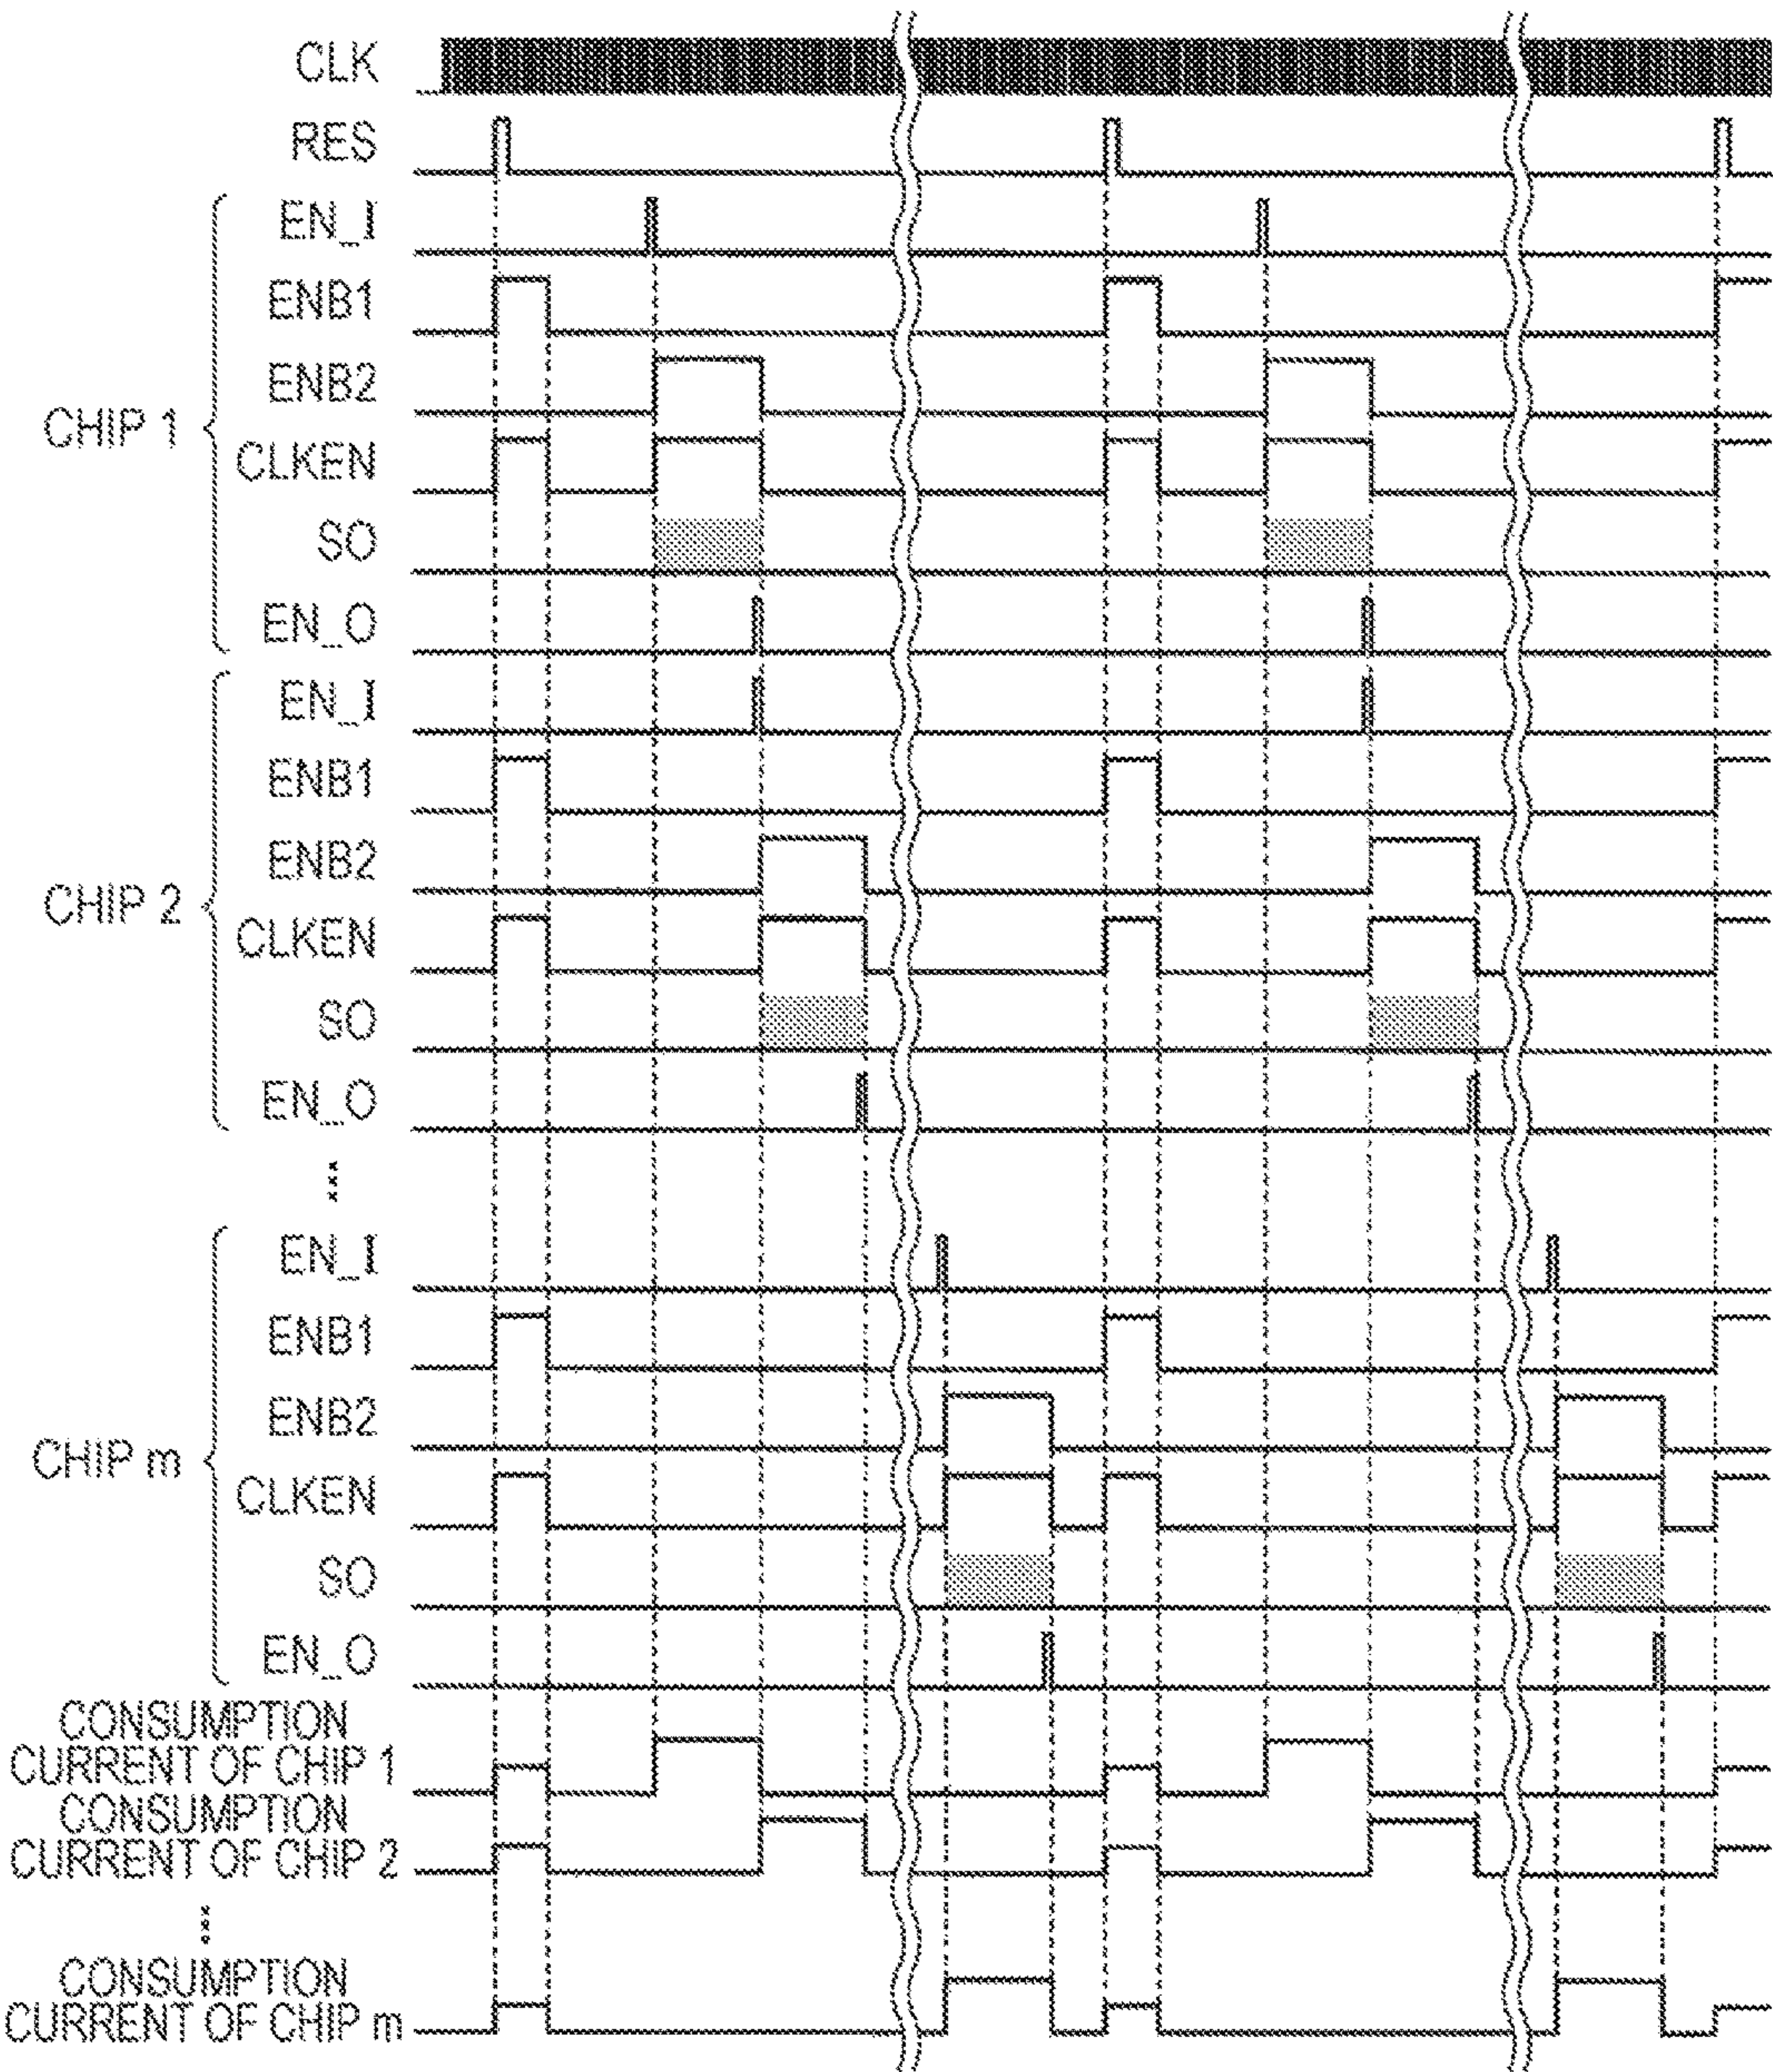 CLK
RES
CHIP 1
EN_I
ENB1
ENB2
CLKEN
SO
EN_O
CHIP 2
EN_I
ENB1
ENB2
CLKEN
SO
EN_O
CHIP m
EN_I
ENB1
ENB2
CLKEN
SO
EN_O
CONSUMPTION
CURRENT OF CHIP 1
CONSUMPTION
CURRENT OF CHIP 2
CONSUMPTION
CURRENT OF CHIP m